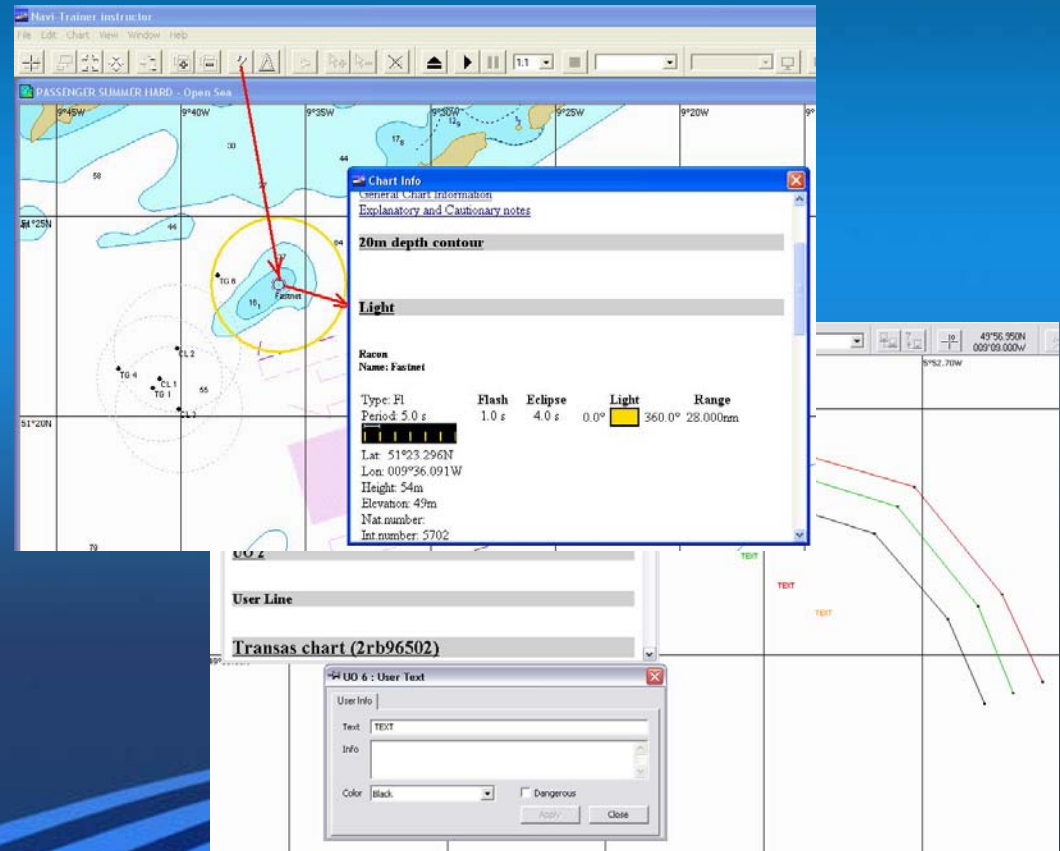 Navi-Trainer instructor
File Edit Chart View Window Help
1:1
PASSENGER SUMMER HARD - Open Sea
9°45W 9°40W 9°35W 9°30W 9°25W 9°20W
12₉
17₈
30
44
58
Chart Info
General Chart Information
Explanatory and Cautionary notes
51°25N
44
20m depth contour
TG 8
Fastnet
16₁
Light
Racon
Name: Fastnet
CL 2
TG 4
CL 1
TG 1
55
Type: Fl Flash Eclipse Light Range
Period: 5.0 s 1.0 s 4.0 s 0.0° 360.0° 28.000nm
51°20N
Lat: 51°23.296N
Lon: 009°36.091W
Height: 54m
Elevation: 49m
Nat.number:
Int.number: 5702
79
49°56.950N
009°09.000W
5°52.70W
UO 2
TEXT
User Line
TEXT
TEXT
Transas chart (2rb96502)
UO 6 : User Text
User Info
Text TEXT
Info
Color Black Dangerous
Apply Close